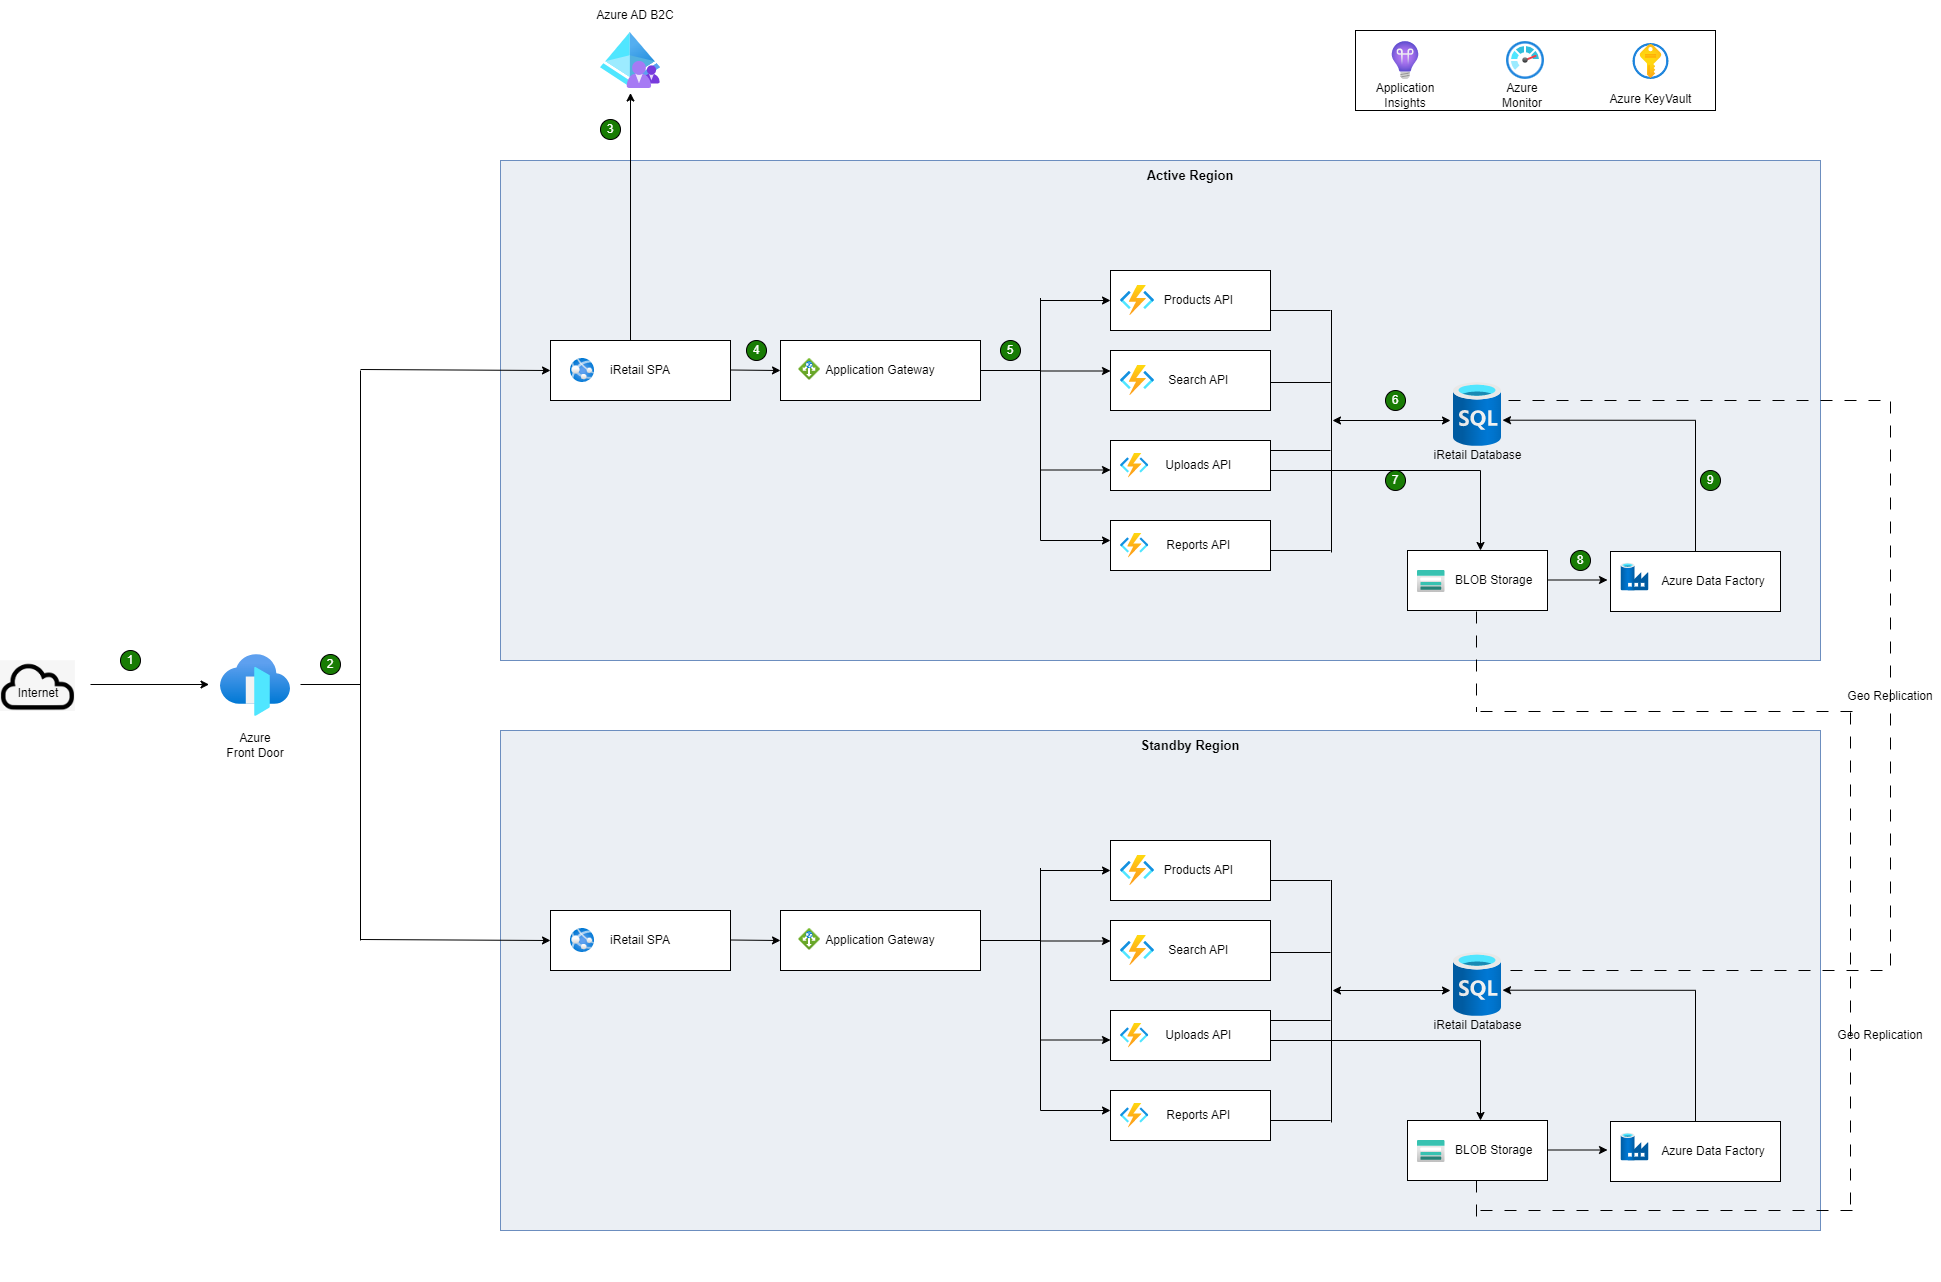 Azure AD B2C
Application
Insights
Azure
Monitor
Azure KeyVault
3
Active Region
Products API
4
5
iRetail SPA
Application Gateway
Search API
6
SQL
iRetail Database
Uploads API
7
9
Reports API
8
BLOB Storage
Azure Data Factory
1
2
Internet
Azure
Front Door
Geo Replication
Standby Region
Products API
iRetail SPA
Application Gateway
Search API
SQL
iRetail Database
Uploads API
Geo Replication
Reports API
BLOB Storage
Azure Data Factory